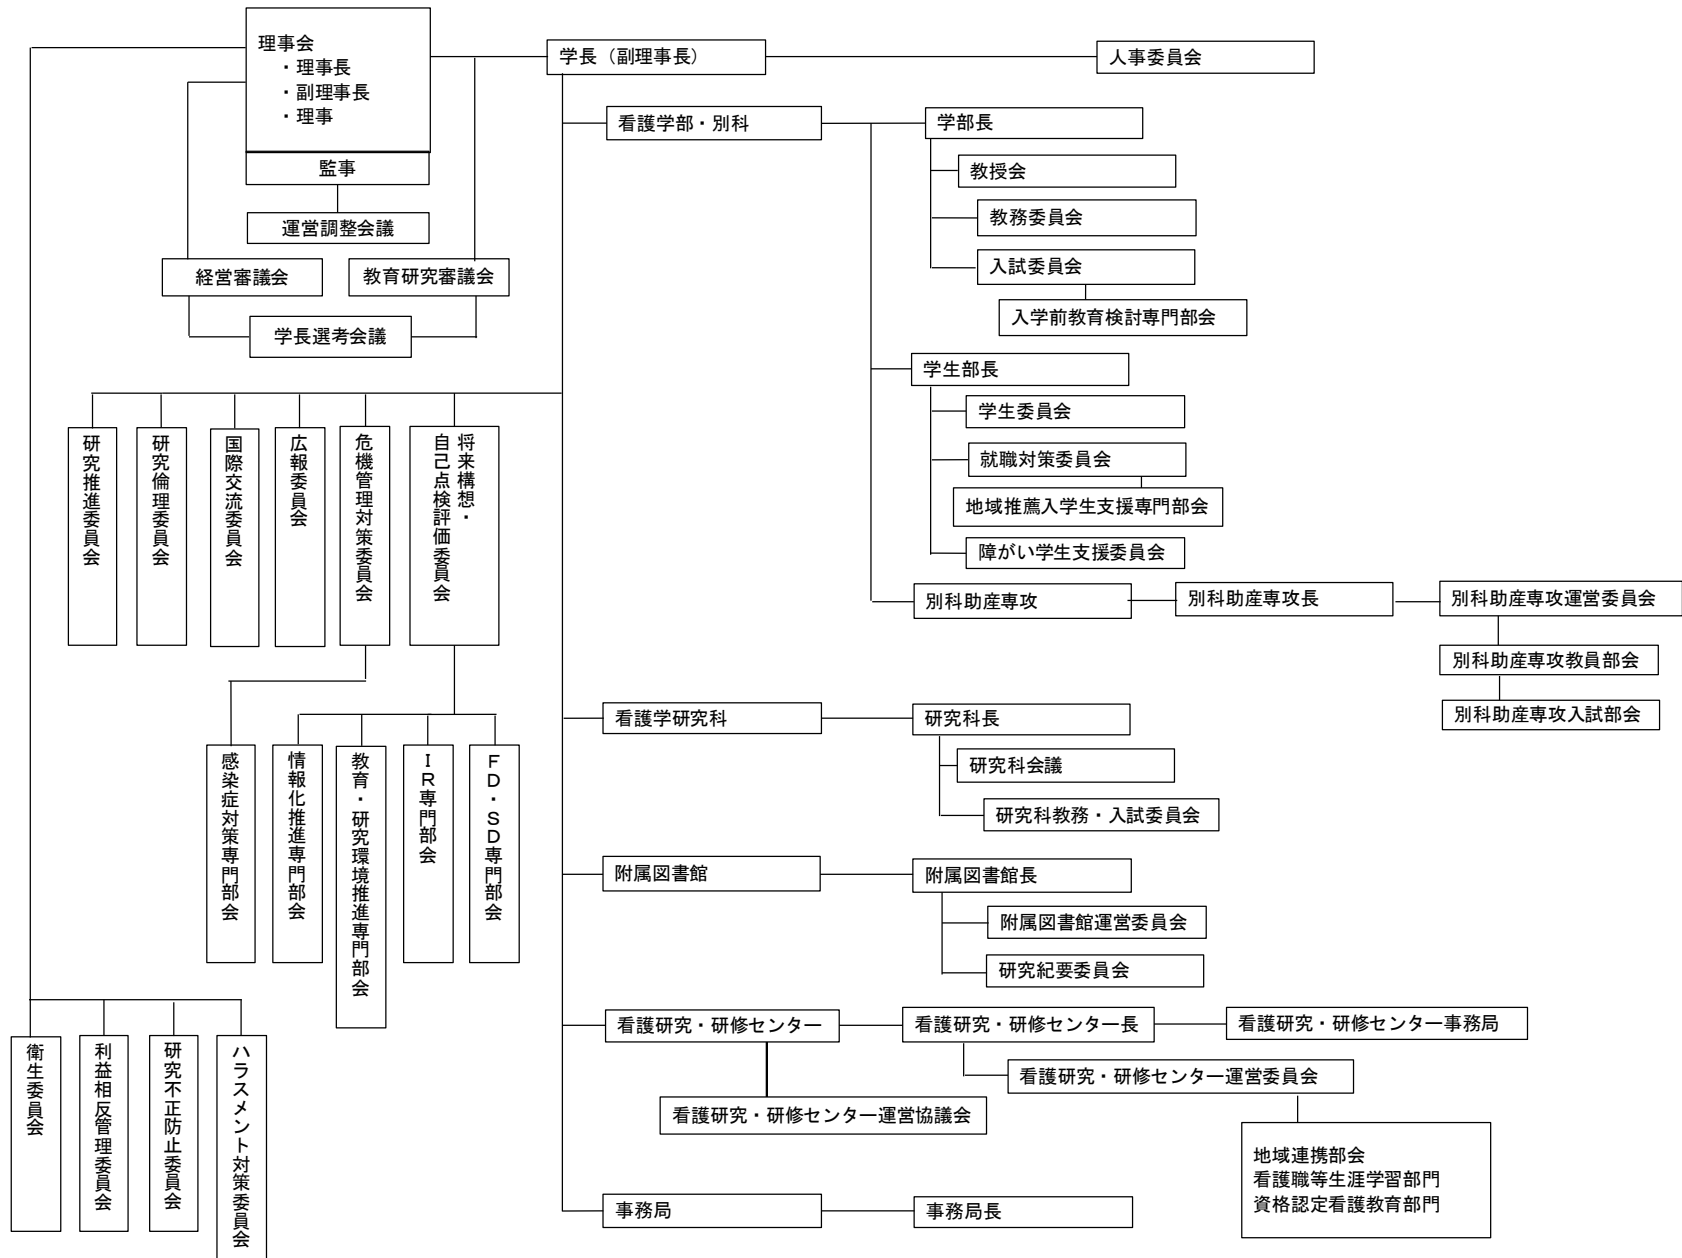 理事会
・理事長
・副理事長
・理事
監事
運営調整会議
経営審議会
教育研究審議会
学長選考会議
学長（副理事長）
人事委員会
看護学部・別科
学部長
教授会
教務委員会
入試委員会
入学前教育検討専門部会
学生部長
学生委員会
就職対策委員会
地域推薦入学生支援専門部会
障がい学生支援委員会
別科助産専攻
別科助産専攻長
別科助産専攻運営委員会
別科助産専攻教員部会
別科助産専攻入試部会
研究推進委員会
研究倫理委員会
国際交流委員会
広報委員会
危機管理対策委員会
将来構想・
自己点検評価委員会
感染症対策専門部会
情報化推進専門部会
教育・研究環境推進専門部会
ＩＲ専門部会
ＦＤ・ＳＤ専門部会
看護学研究科
研究科長
研究科会議
研究科教務・入試委員会
附属図書館
附属図書館長
附属図書館運営委員会
研究紀要委員会
看護研究・研修センター
看護研究・研修センター長
看護研究・研修センター事務局
看護研究・研修センター運営委員会
看護研究・研修センター運営協議会
地域連携部会
看護職等生涯学習部門
資格認定看護教育部門
事務局
事務局長
衛生委員会
利益相反管理委員会
研究不正防止委員会
ハラスメント対策委員会